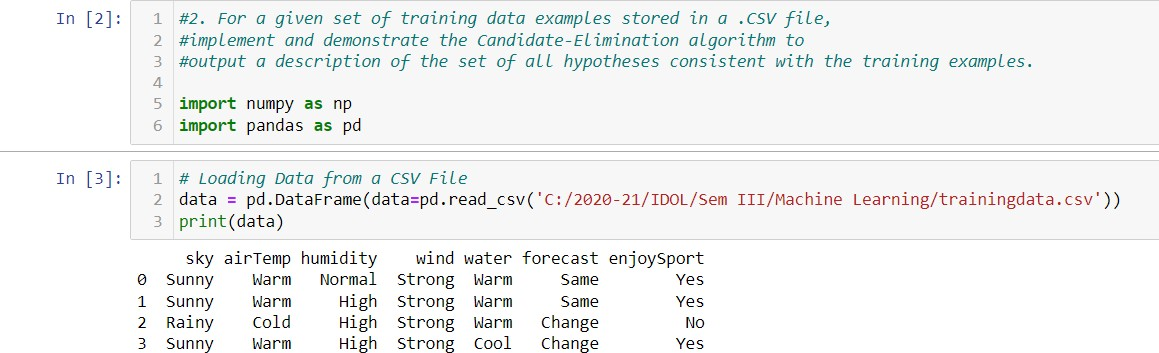 In [2]:
1 #2. For a given set of training data examples stored in a .CSV file,
2 #implement and demonstrate the Candidate-Elimination algorithm to
3 #output a description of the set of all hypotheses consistent with the training examples.
4
5 import numpy as np
6 import pandas as pd
In [3]:
1 # Loading Data from a CSV File
2 data = pd.DataFrame(data=pd.read_csv('C:/2020-21/IDOL/Sem III/Machine Learning/trainingdata.csv'))
3 print(data)
sky airTemp humidity wind water forecast enjoySport
0 Sunny Warm Normal Strong Warm Same Yes
1 Sunny Warm High Strong Warm Same Yes
2 Rainy Cold High Strong Warm Change No
3 Sunny Warm High Strong Cool Change Yes